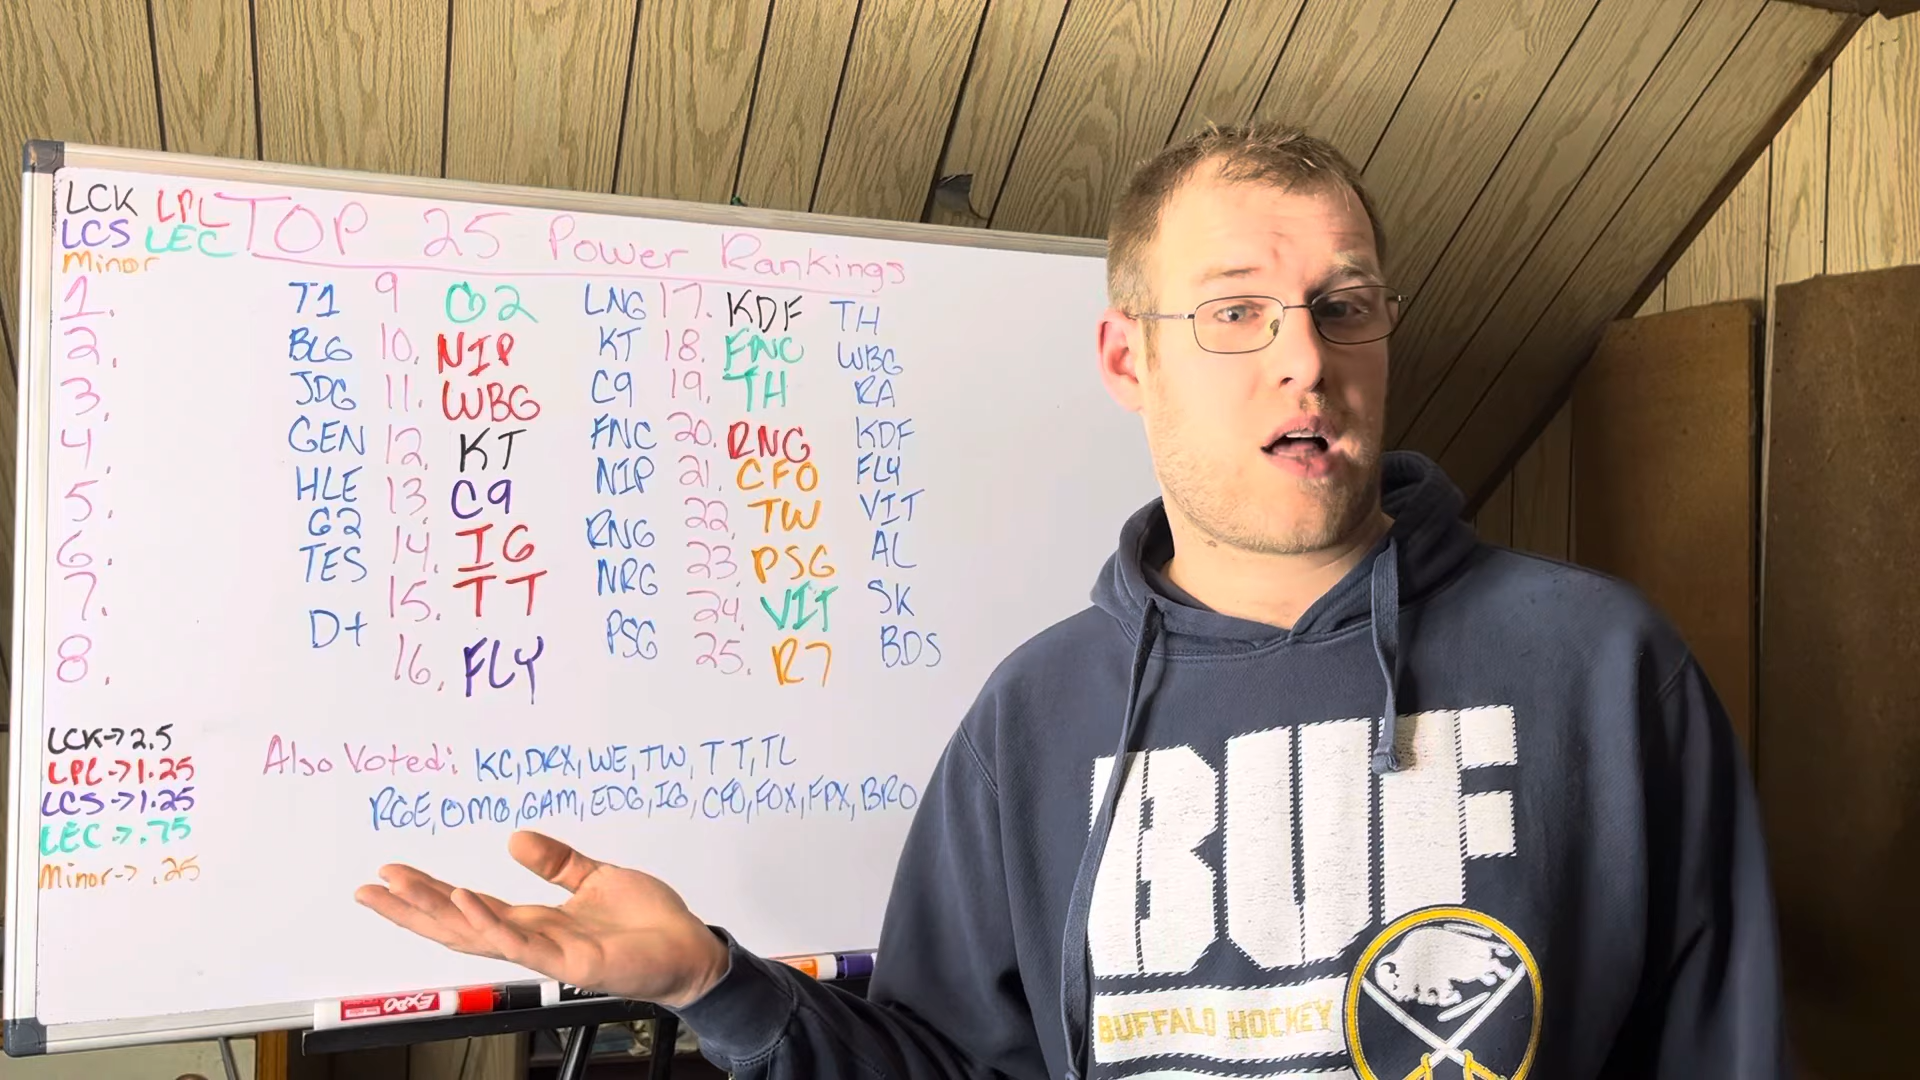 LCK LPL
LCS LEC
Minor
TOP 25 Power Rankings
1. T1 9 G2 LNG 17. KDF TH
2. BLG 10. NIP KT 18. FNC WBG
3. JDG 11. WBG C9 19. TH RA
4. GEN 12. KT FNC 20. RNG KDF
5. HLE 13. C9 NIP 21. CFO FLY
6. G2 14. IG RNG 22. TW VIT
7. TES 15. TT NRG 23. PSG AL
8. D+ 16. FLY PSG 24. VIT SK
25. R7 BDS
LCK->2.5
LPL->1.25
LCS->1.25
LEC->.75
Minor->.25
Also Voted: KC, DRX, WE, TW, TT, TL
RGE, OMG, GAM, EDG, IG, CFO, FOX, FPX, BRO
EXPO
BUF
BUFFALO HOCKEY